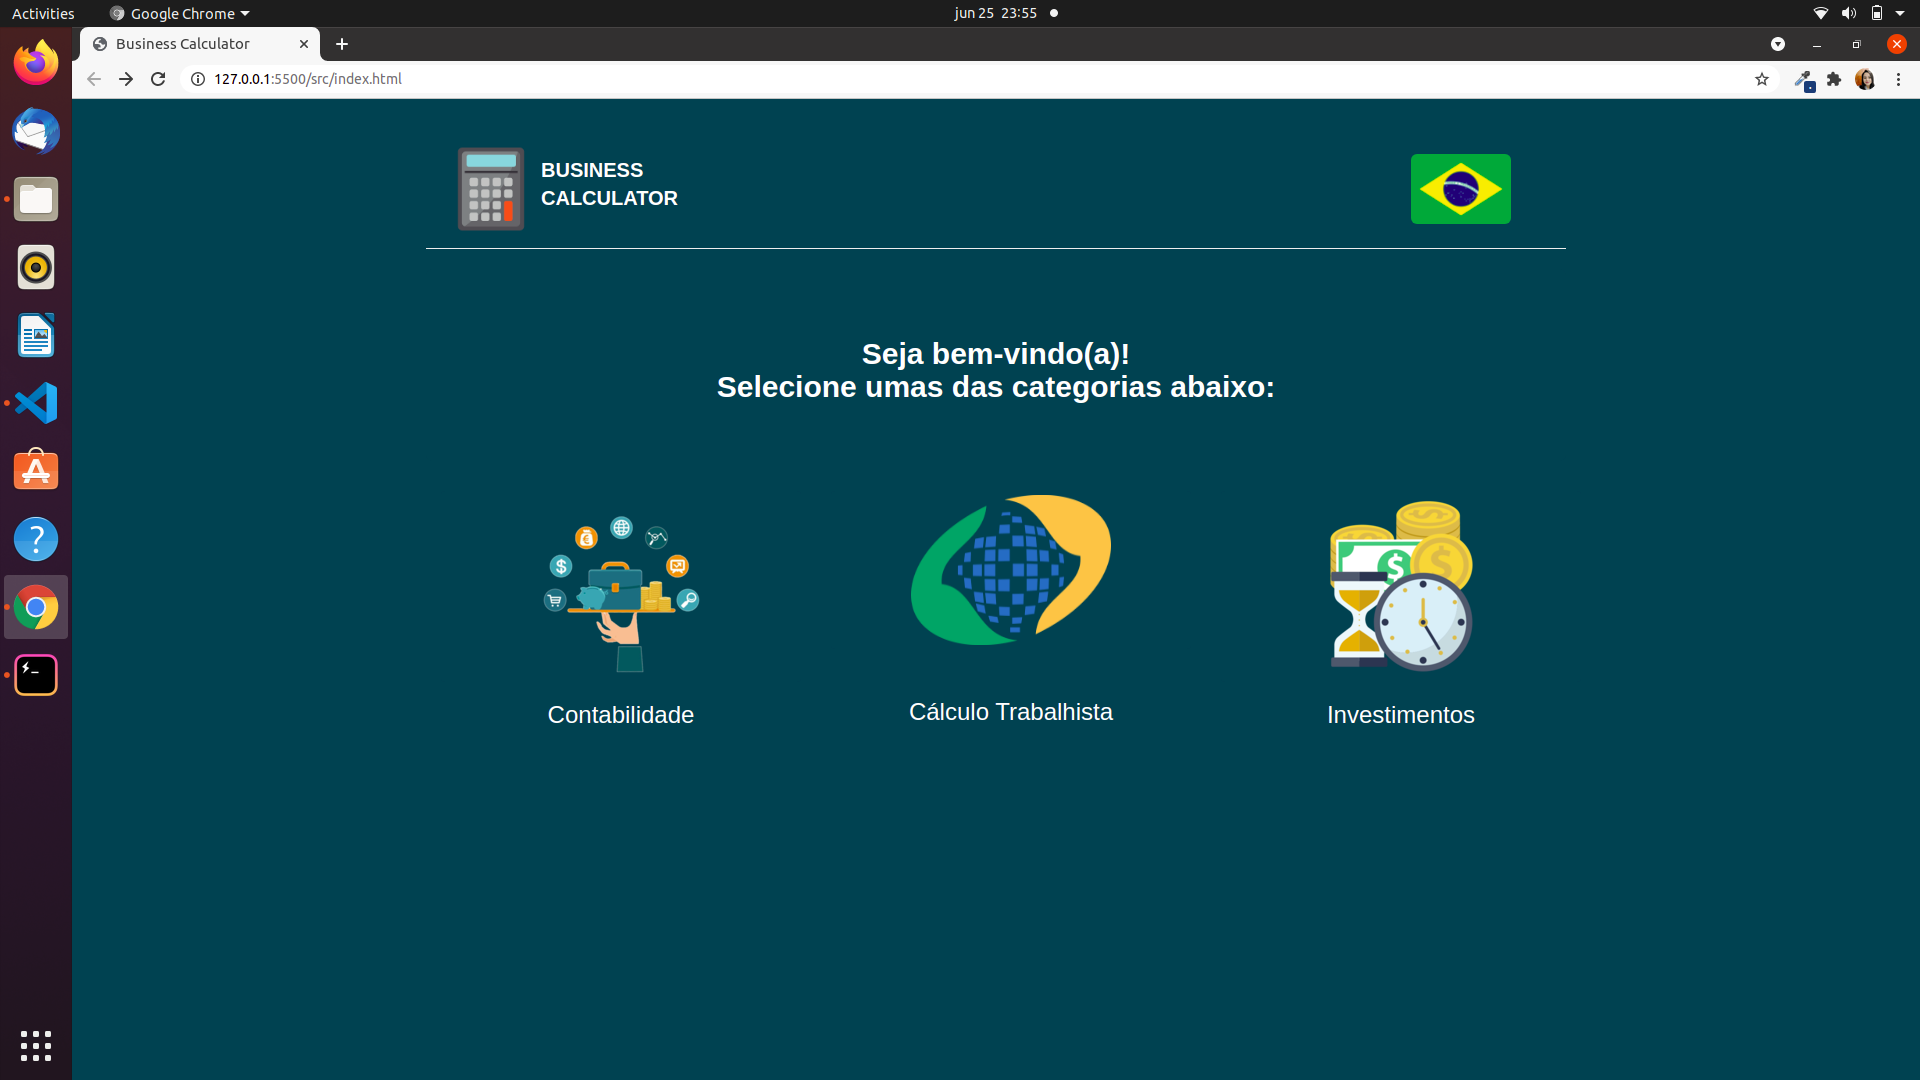 Activities
Google Chrome
jun 25 23:55
Business Calculator
127.0.0.1:5500/src/index.html
BUSINESS
CALCULATOR
Seja bem-vindo(a)!
Selecione umas das categorias abaixo:
Contabilidade
Cálculo Trabalhista
Investimentos